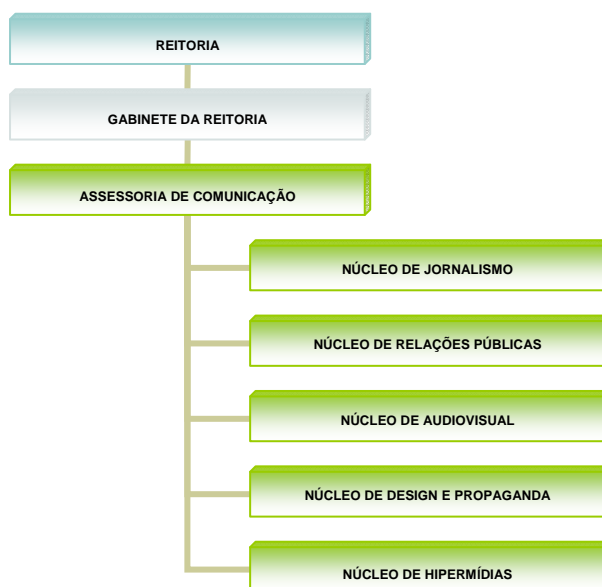 REITORIA
GABINETE DA REITORIA
ASSESSORIA DE COMUNICAÇÃO
NÚCLEO DE JORNALISMO
NÚCLEO DE RELAÇÕES PÚBLICAS
NÚCLEO DE AUDIOVISUAL
NÚCLEO DE DESIGN E PROPAGANDA
NÚCLEO DE HIPERMÍDIAS